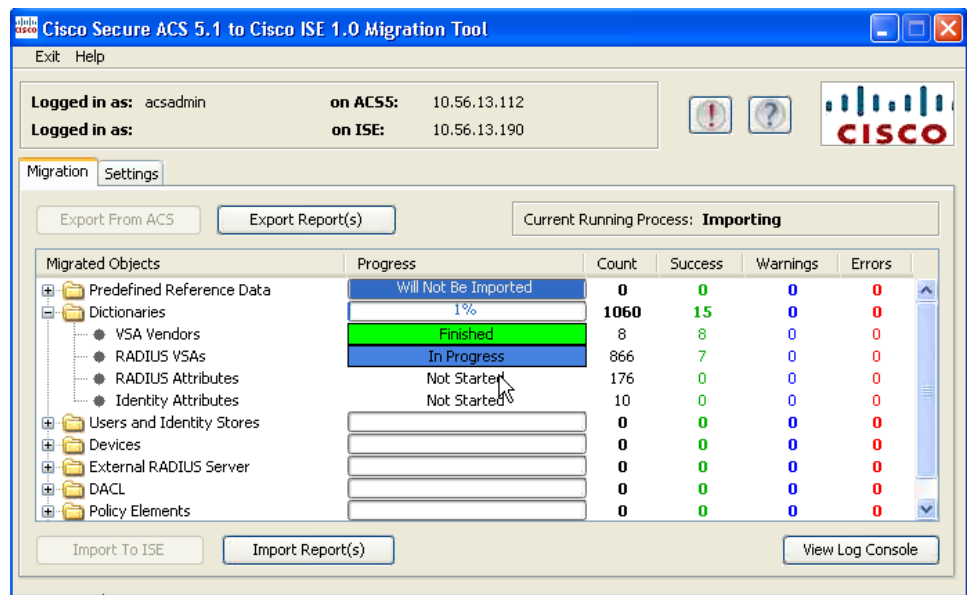 Cisco Secure ACS 5.1 to Cisco ISE 1.0 Migration Tool
Exit Help
Logged in as: acsadmin on ACS5: 10.56.13.112
Logged in as: on ISE: 10.56.13.190
CISCO
Migration Settings
Export From ACS Export Report(s) Current Running Process: Importing
Migrated Objects Progress Count Success Warnings Errors
Predefined Reference Data Will Not Be Imported 0 0 0 0
Dictionaries 1% 1060 15 0 0
VSA Vendors Finished 8 8 0 0
RADIUS VSAs In Progress 866 7 0 0
RADIUS Attributes Not Started 176 0 0 0
Identity Attributes Not Started 10 0 0 0
Users and Identity Stores 0 0 0 0
Devices 0 0 0 0
External RADIUS Server 0 0 0 0
DACL 0 0 0 0
Policy Elements 0 0 0 0
Import To ISE Import Report(s) View Log Console